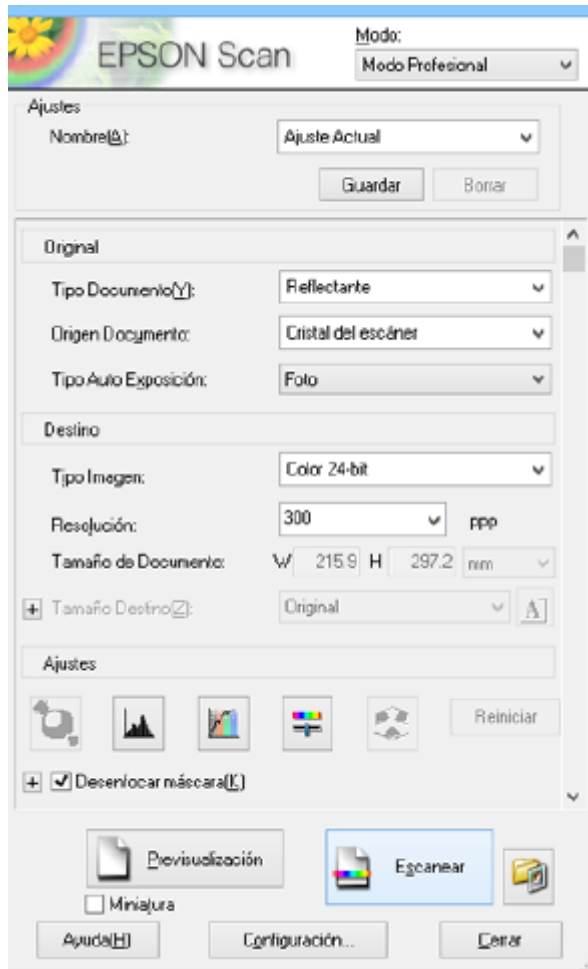 EPSON Scan
Modo:
Modo Profesional
Ajustes
Nombre(A):
Ajuste Actual
Guardar
Borrar
Original
Tipo Documento(Y):
Reflectante
Origen Documento:
Cristal del escáner
Tipo Auto Exposición:
Foto
Destino
Tipo Imagen:
Color 24-bit
Resolución:
300
ppp
Tamaño de Documento:
W 215.9 H 297.2 mm
Tamaño Destino(Z):
Original
A
Ajustes
Reiniciar
Desenfocar máscara(K)
Previsualización
Escanear
Miniatura
Ayuda(H)
Configuración...
Cerrar